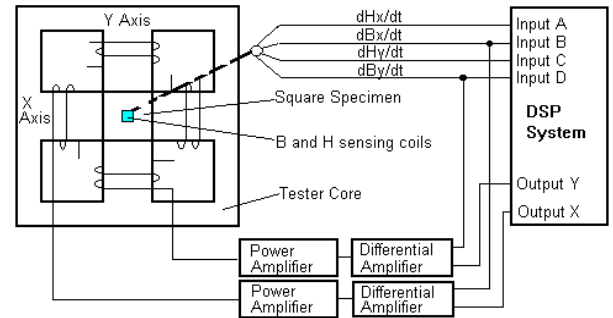 Y Axis
X
Axis
dHx/dt
dBx/dt
dHy/dt
dBy/dt
Input A
Input B
Input C
Input D
DSP
System
Square Specimen
B and H sensing coils
Tester Core
Output Y
Output X
Power
Amplifier
Differential
Amplifier
Power
Amplifier
Differential
Amplifier